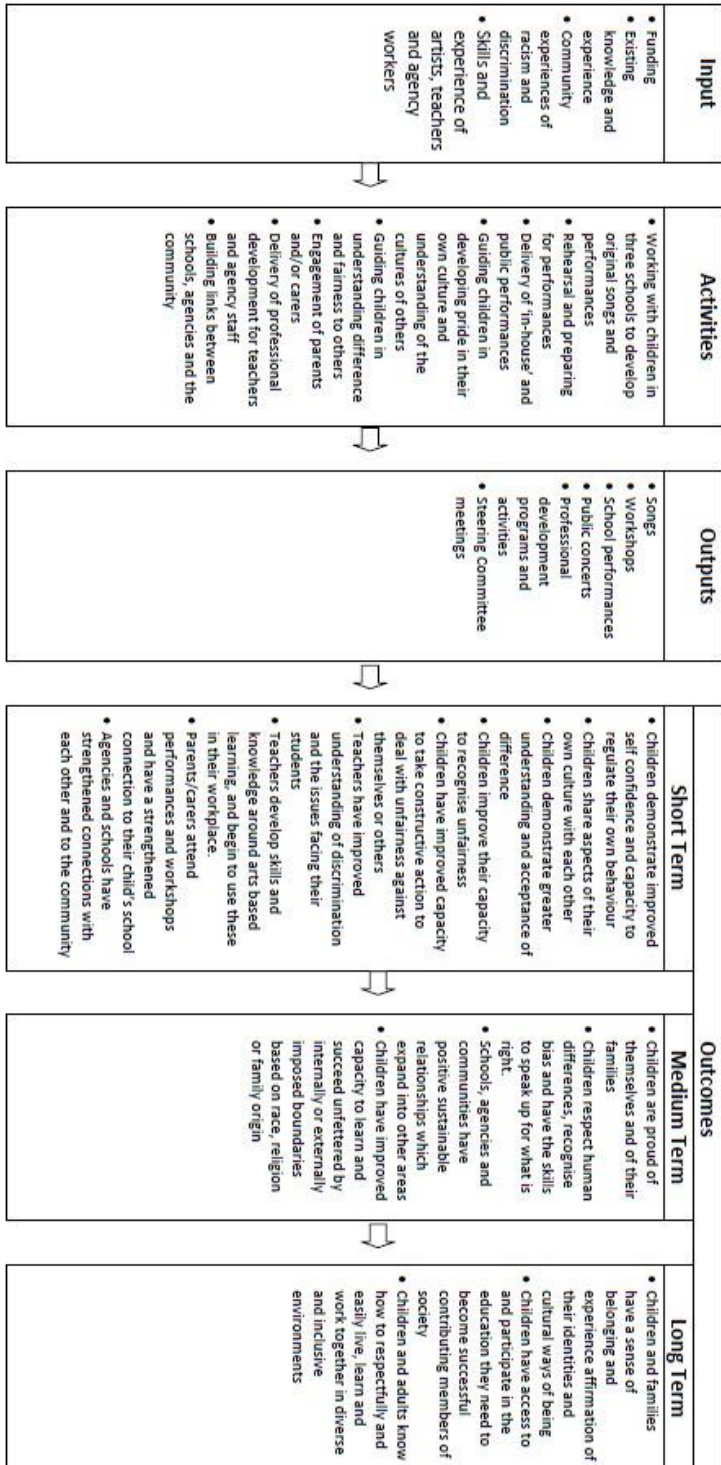 Input
• Funding
• Existing
knowledge and
experience
• Community
experiences of
racism and
discrimination
• Skills and
experience of
artists, teachers
and agency
workers
Activities
• Working with children in
three schools to develop
original songs and
performances
• Rehearsal and preparing
for performances
• Delivery of 'in-house' and
public performances
• Guiding children in
developing pride in their
own culture and
understanding of the
cultures of others
• Guiding children in
understanding difference
and fairness to others
• Engagement of parents
and/or carers
• Delivery of professional
development for teachers
and agency staff
• Building links between
schools, agencies and the
community
Outputs
• Songs
• Workshops
• School performances
• Public concerts
• Professional
development
programs and
activities
• Steering Committee
meetings
Outcomes
Short Term
• Children demonstrate improved
self confidence and capacity to
regulate their own behaviour
• Children share aspects of their
own culture with each other
• Children demonstrate greater
understanding and acceptance of
difference
• Children improve their capacity
to recognise unfairness
• Children have improved capacity
to take constructive action to
deal with unfairness against
themselves or others
• Teachers have improved
understanding of discrimination
and the issues facing their
students
• Teachers develop skills and
knowledge around arts based
learning, and begin to use these
in their workplace.
• Parents/carers attend
performances and workshops
and have a strengthened
connection to their child's school
• Agencies and schools have
strengthened connections with
each other and to the community
Medium Term
• Children are proud of
themselves and of their
families
• Children respect human
differences, recognise
bias and have the skills
to speak up for what is
right.
• Schools, agencies and
communities have
positive sustainable
relationships which
expand into other areas
• Children have improved
capacity to learn and
succeed unfettered by
internally or externally
imposed boundaries
based on race, religion
or family origin
Long Term
• Children and families
have a sense of
belonging and
experience affirmation of
their identities and
cultural ways of being
• Children have access to
and participate in the
education they need to
become successful
contributing members of
society
• Children and adults know
how to respectfully and
easily live, learn and
work together in diverse
and inclusive
environments